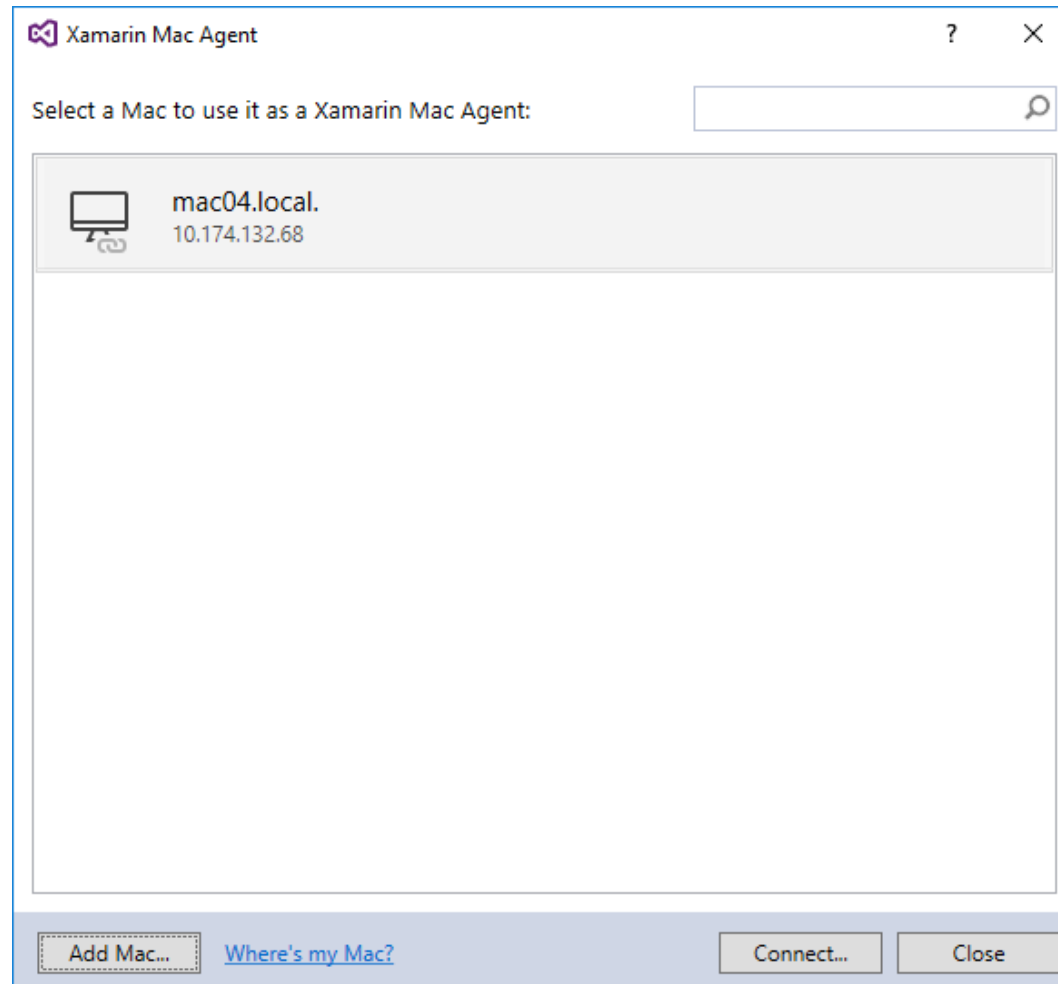 Xamarin Mac Agent ?
Select a Mac to use it as a Xamarin Mac Agent:
mac04.local.
10.174.132.68
Add Mac... Where's my Mac? Connect... Close